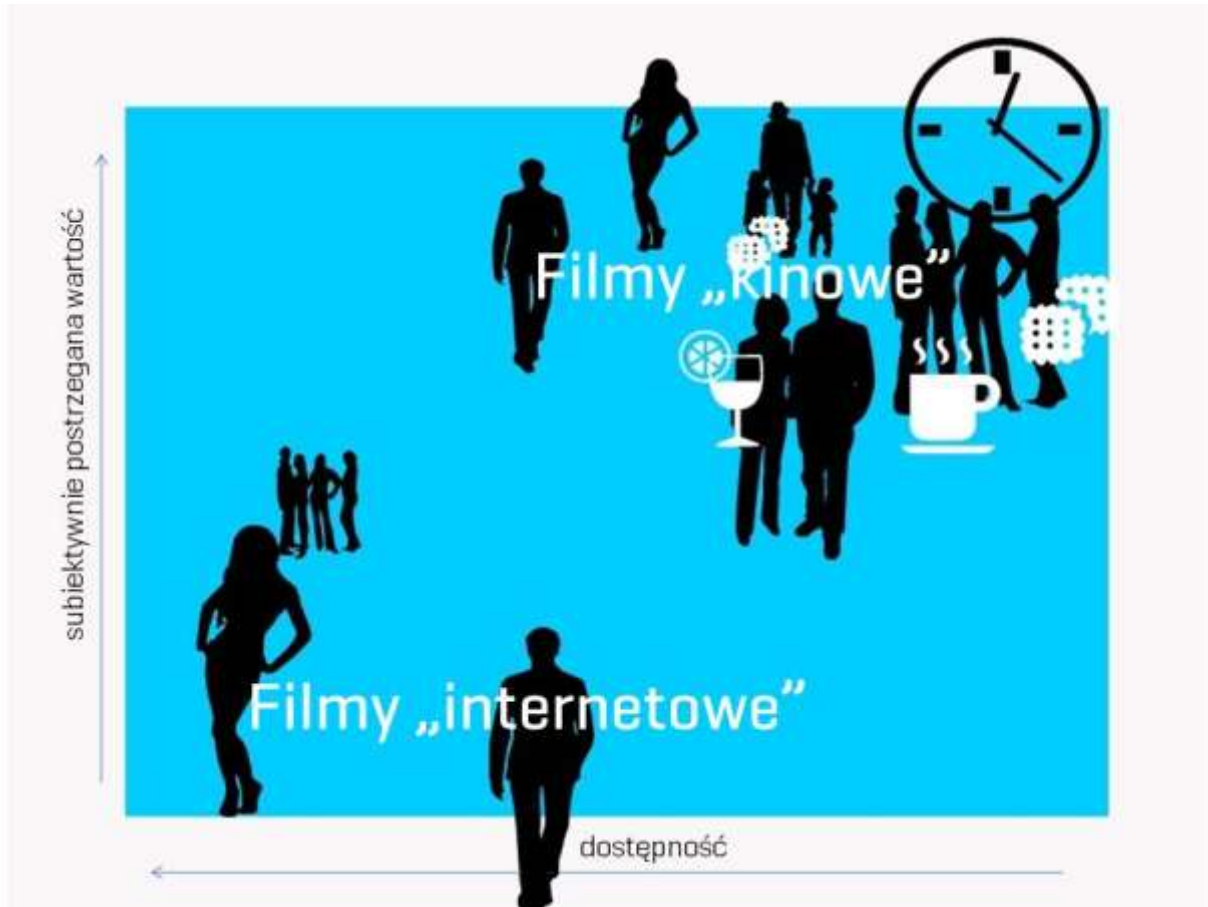 subiektywnie postrzegana wartość
Filmy „kinowe”
Filmy „internetowe”
dostępność